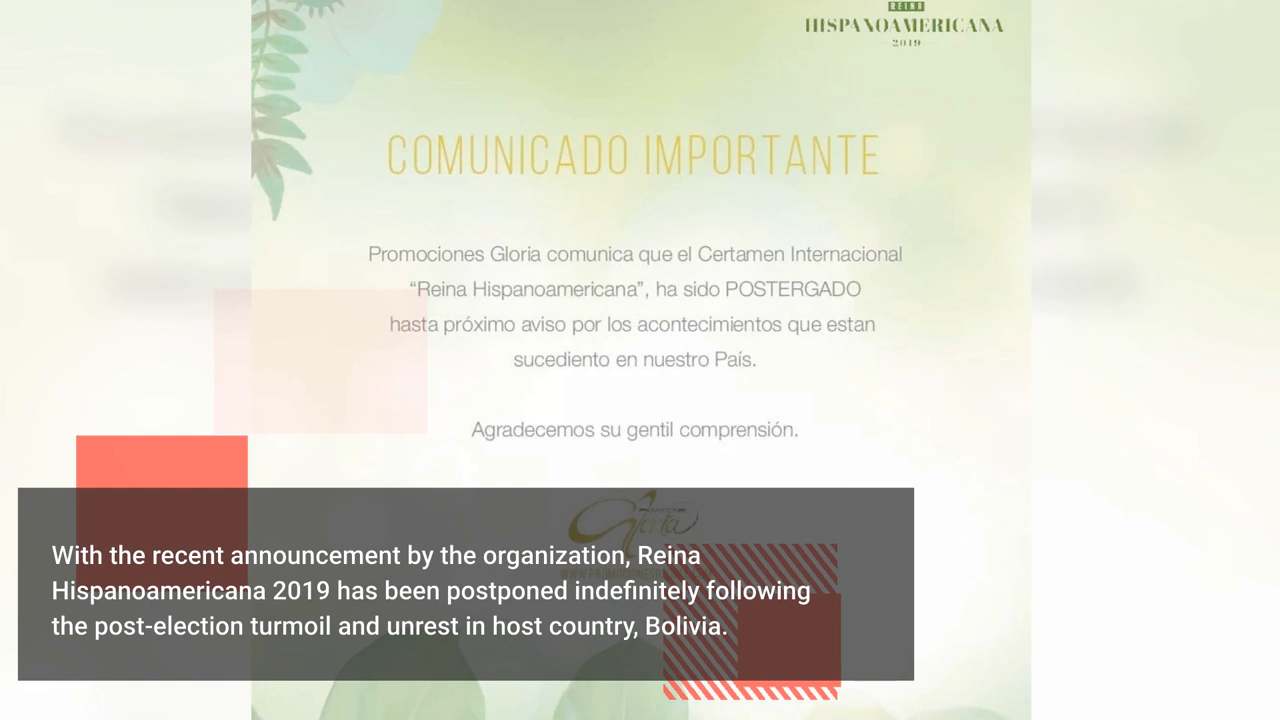 REINA
HISPANOAMERICANA
2019
COMUNICADO IMPORTANTE
Promociones Gloria comunica que el Certamen Internacional
“Reina Hispanoamericana”, ha sido POSTERGADO
hasta próximo aviso por los acontecimientos que estan
sucediento en nuestro País.
Agradecemos su gentil comprensión.
Gloria
With the recent announcement by the organization, Reina
Hispanoamericana 2019 has been postponed indefinitely following
the post-election turmoil and unrest in host country, Bolivia.